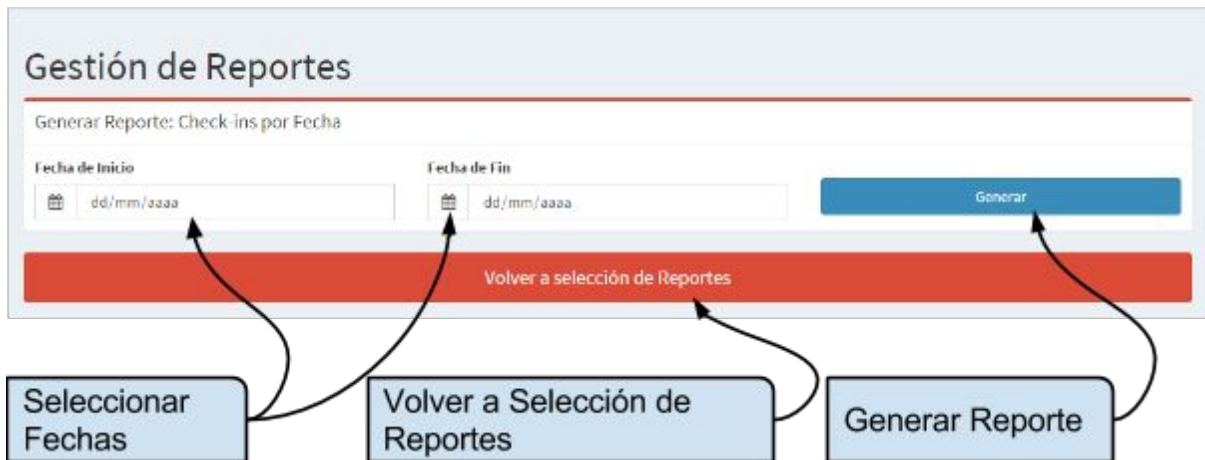 Gestión de Reportes
Generar Reporte: Check-ins por Fecha
Fecha de Inicio
Fecha de Fin
dd/mm/aaaa
dd/mm/aaaa
Generar
Volver a selección de Reportes
Seleccionar
Fechas
Volver a Selección de
Reportes
Generar Reporte